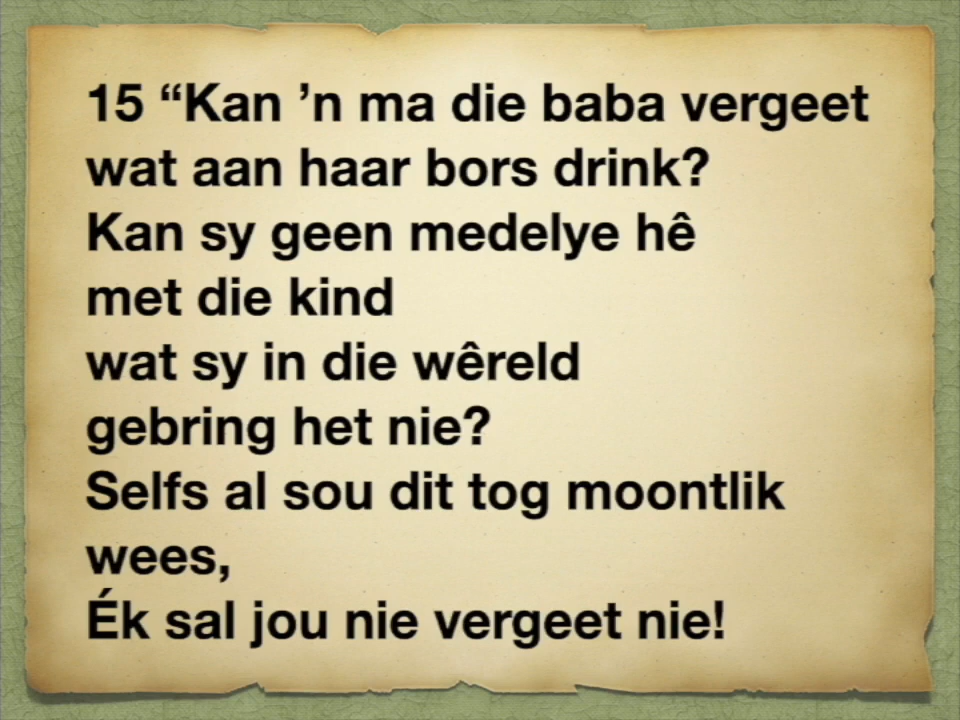 15 “Kan ’n ma die baba vergeet
wat aan haar bors drink?
Kan sy geen medelye hê
met die kind
wat sy in die wêreld
gebring het nie?
Selfs al sou dit tog moontlik
wees,
Ék sal jou nie vergeet nie!